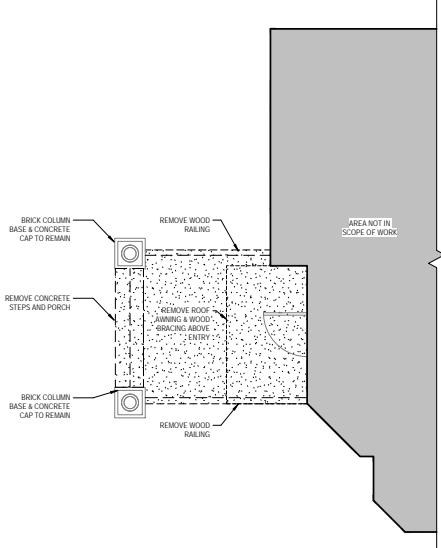 BRICK COLUMN
BASE & CONCRETE
CAP TO REMAIN
REMOVE WOOD
RAILING
AREA NOT IN
SCOPE OF WORK
REMOVE CONCRETE
STEPS AND PORCH
REMOVE ROOF
AWNING & WOOD
BRACING ABOVE
ENTRY
BRICK COLUMN
BASE & CONCRETE
CAP TO REMAIN
REMOVE WOOD
RAILING